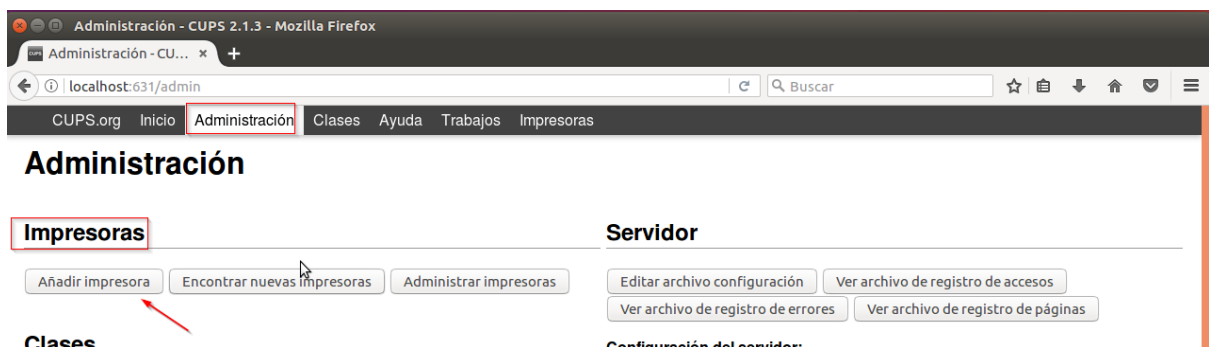 Administración - CUPS 2.1.3 - Mozilla Firefox
Administración - CU...
localhost:631/admin
Buscar
CUPS.org Inicio Administración Clases Ayuda Trabajos Impresoras
Administración
Impresoras
Añadir impresora Encontrar nuevas impresoras Administrar impresoras
Clases
Servidor
Editar archivo configuración Ver archivo de registro de accesos
Ver archivo de registro de errores Ver archivo de registro de páginas
Configuración del servidor: